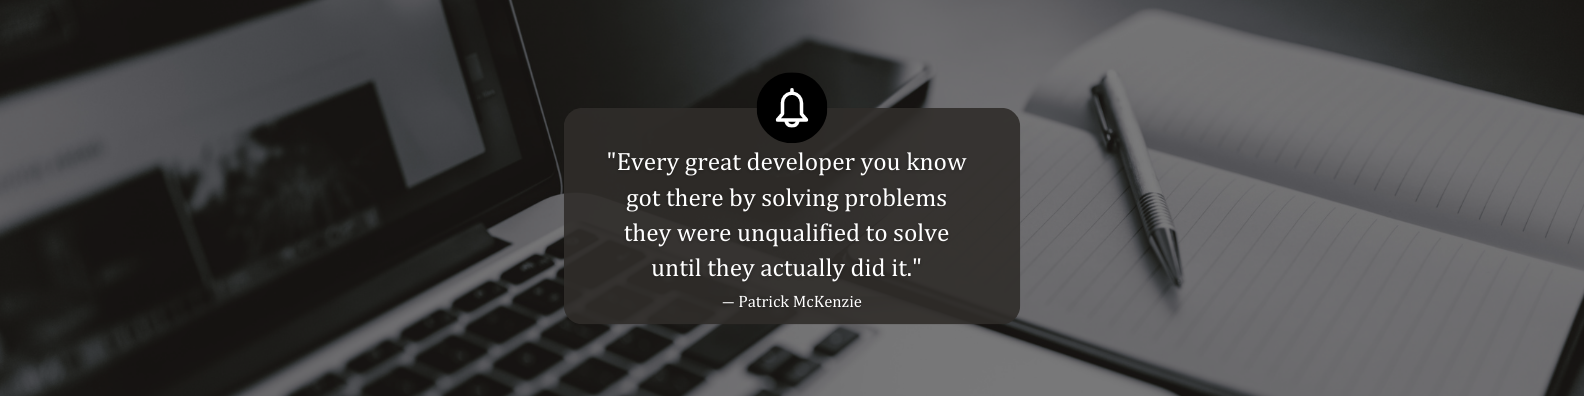 "Every great developer you know
got there by solving problems
they were unqualified to solve
until they actually did it."
— Patrick McKenzie